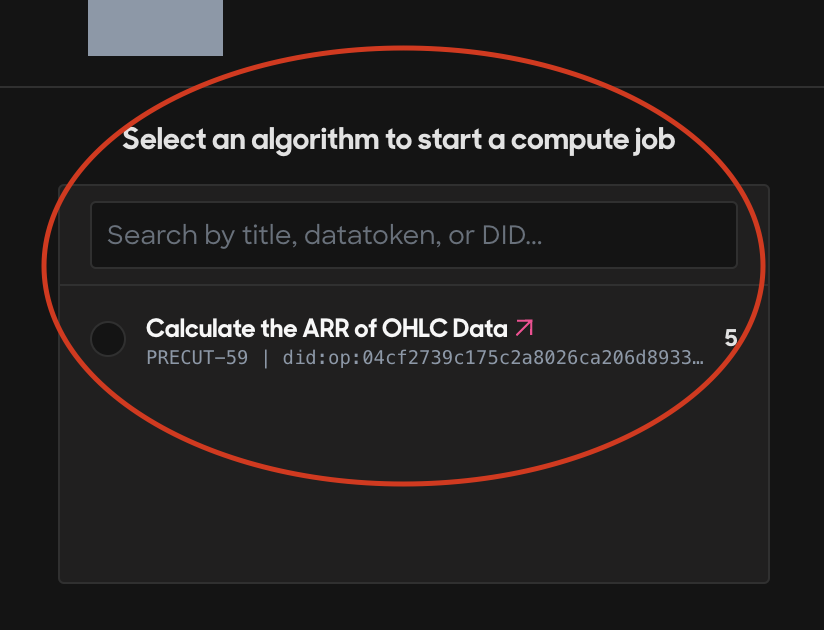 Select an algorithm to start a compute job
Search by title, datatoken, or DID...
Calculate the ARR of OHLC Data
5
PRECUT–59 | did:op:04cf2739c175c2a8026ca206d8933…